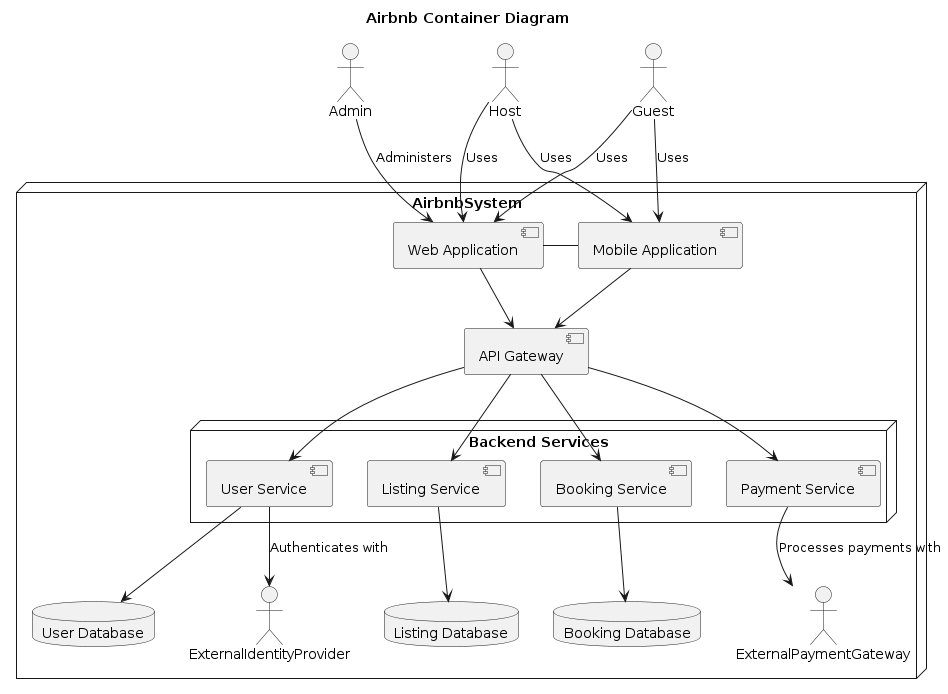 Airbnb Container Diagram
Admin
Host
Guest
Administers
Uses
Uses
Uses
Uses
AirbnbSystem
Web Application
Mobile Application
API Gateway
Backend Services
User Service
Listing Service
Booking Service
Payment Service
Authenticates with
Processes payments with
User Database
ExternalIdentityProvider
Listing Database
Booking Database
ExternalPaymentGateway